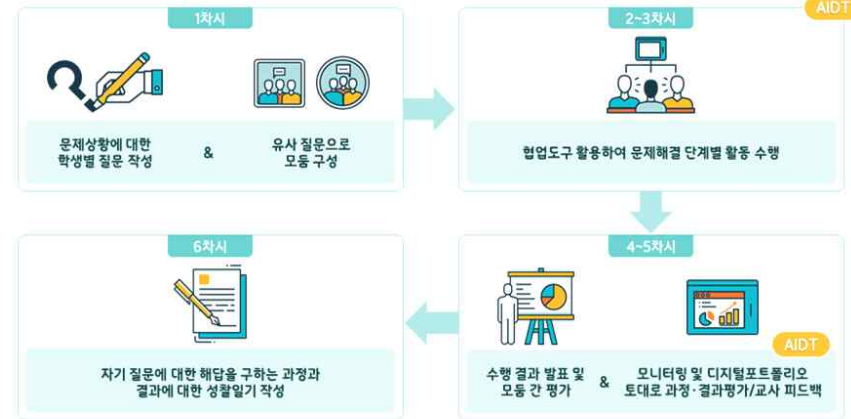 1차시
문제상황에 대한
학생별 질문 작성
&
유사 질문으로
모둠 구성
AIDT
2~3차시
협업도구 활용하여 문제해결 단계별 활동 수행
4~5차시
수행 결과 발표 및
모둠 간 평가
&
AIDT
모니터링 및 디지털포트폴리오
토대로 과정·결과평가/교사 피드백
6차시
자기 질문에 대한 해답을 구하는 과정과
결과에 대한 성찰일기 작성